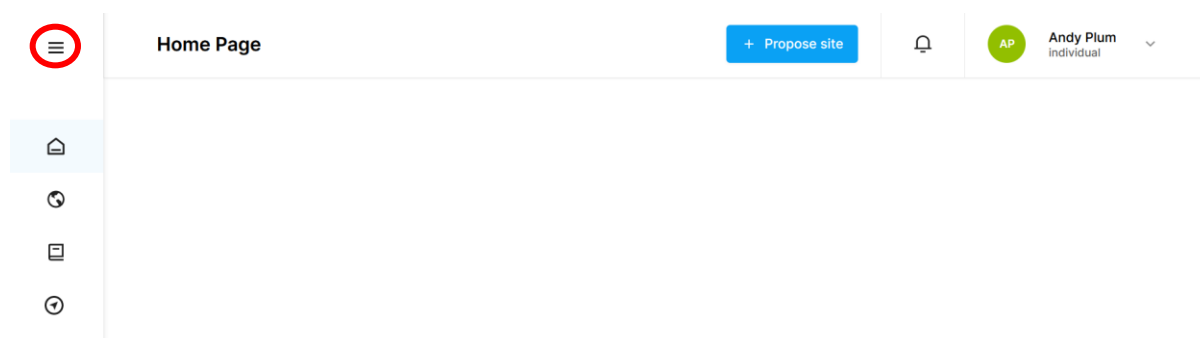 Home Page
+ Propose site
AP
Andy Plum
individual